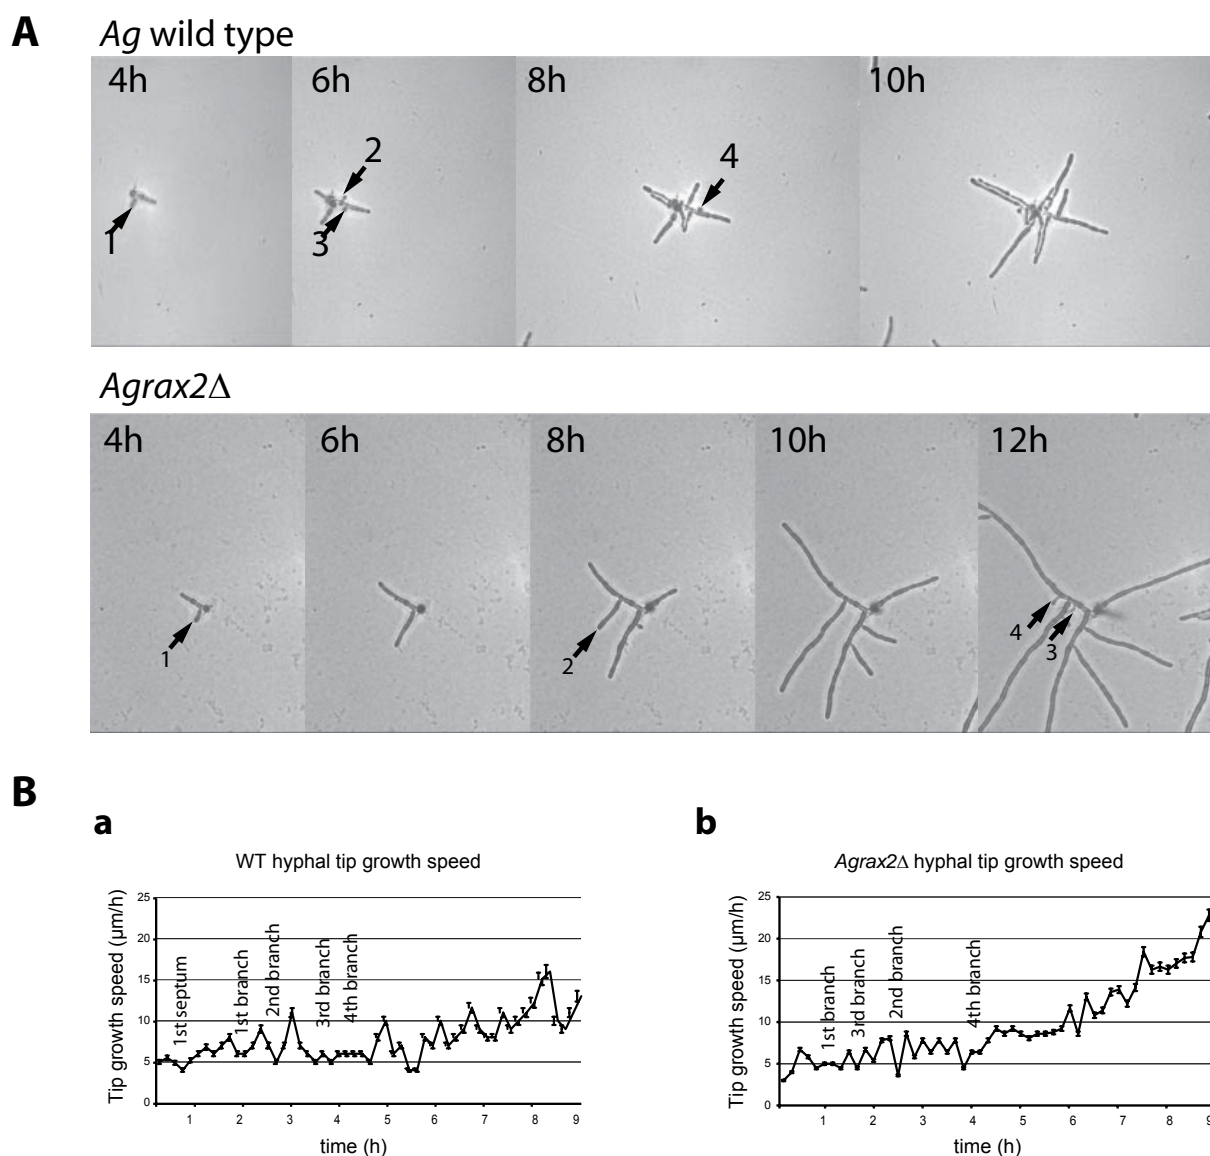 A
Ag wild type
4h
6h
8h
10h
1
2
3
4
Agrax2Δ
4h
6h
8h
10h
12h
1
2
4
3
B
a
b
WT hyphal tip growth speed
Tip growth speed (µm/h)
25
20
15
10
5
0
1st septum
1st branch
2nd branch
3rd branch
4th branch
1 2 3 4 5 6 7 8 9
time (h)
Agrax2Δ hyphal tip growth speed
Tip growth speed (µm/h)
25
20
15
10
5
0
1st branch
3rd branch
2nd branch
4th branch
1 2 3 4 5 6 7 8 9
time (h)